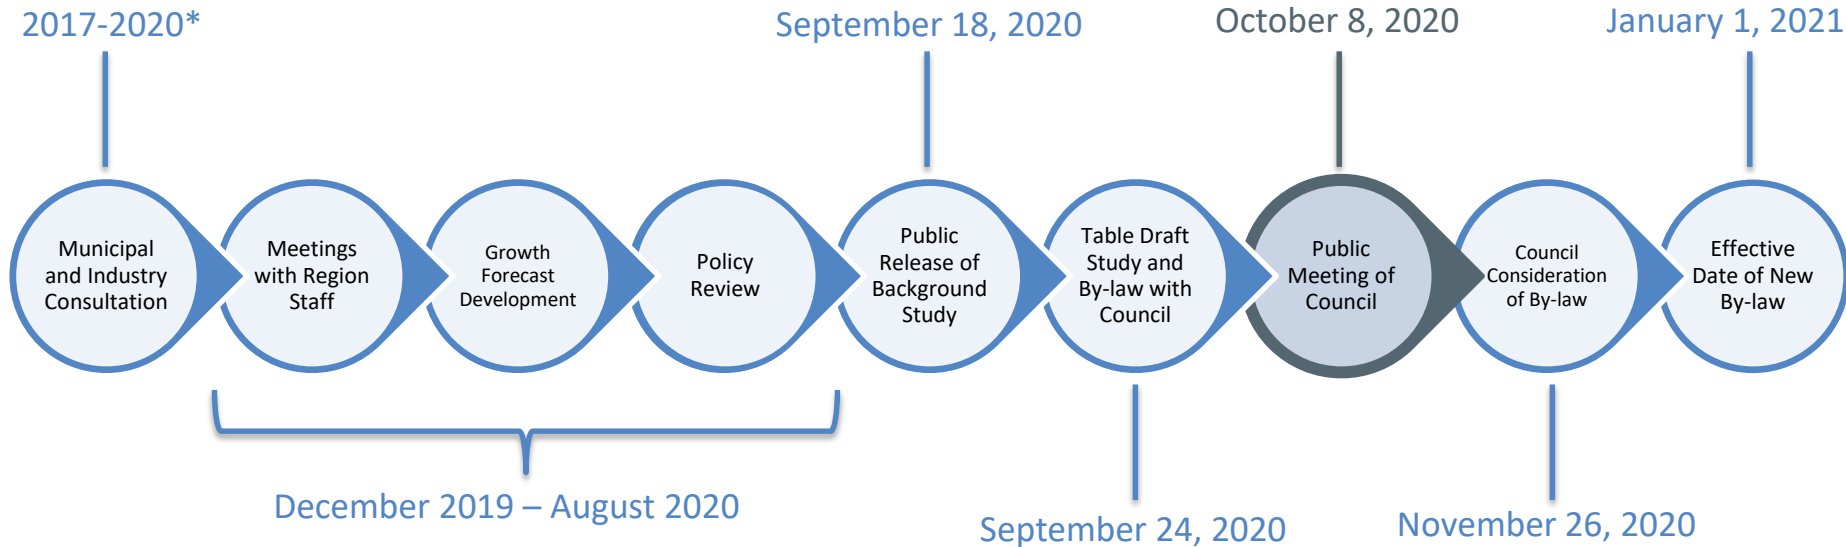 2017-2020*
September 18, 2020
October 8, 2020
January 1, 2021
Municipal
and Industry
Consultation
Meetings
with Region
Staff
Growth
Forecast
Development
Policy
Review
Public
Release of
Background
Study
Table Draft
Study and
By-law with
Council
Public
Meeting of
Council
Council
Consideration
of By-law
Effective
Date of New
By-law
December 2019 – August 2020
September 24, 2020
November 26, 2020